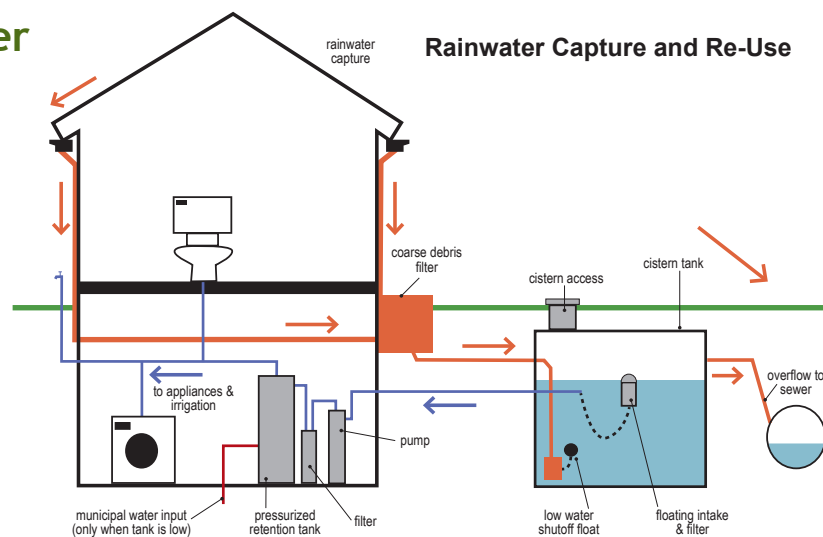 er
Rainwater Capture and Re-Use
rainwater
capture
coarse debris
filter
cistern access
cistern tank
to appliances &
irrigation
overflow to
sewer
pump
municipal water input
(only when tank is low)
pressurized
retention tank
filter
low water
shutoff float
floating intake
& filter